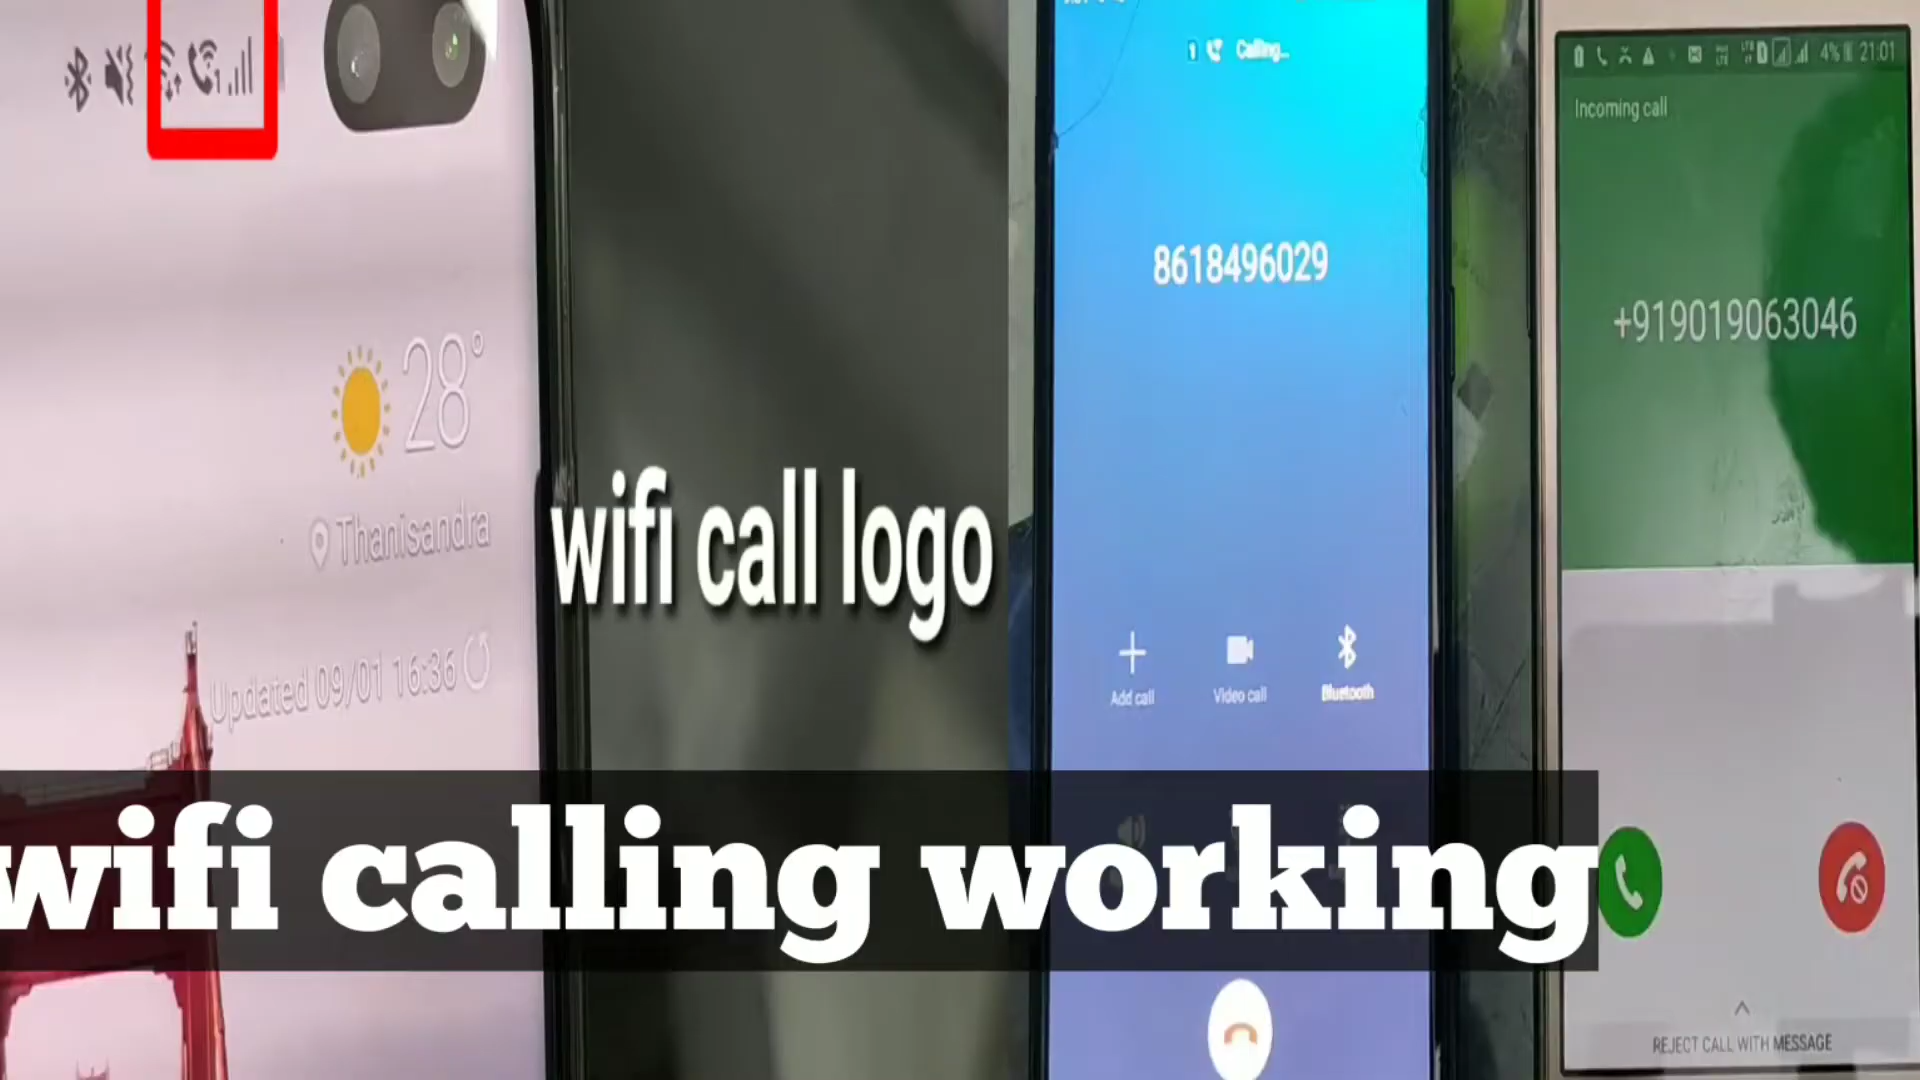 28°
Thanisandra
Updated 09/01 16:36
wifi call logo
Calling...
8618496029
Add call
Video call
Bluetooth
4% 21:01
Incoming call
+919019063046
REJECT CALL WITH MESSAGE
wifi calling working